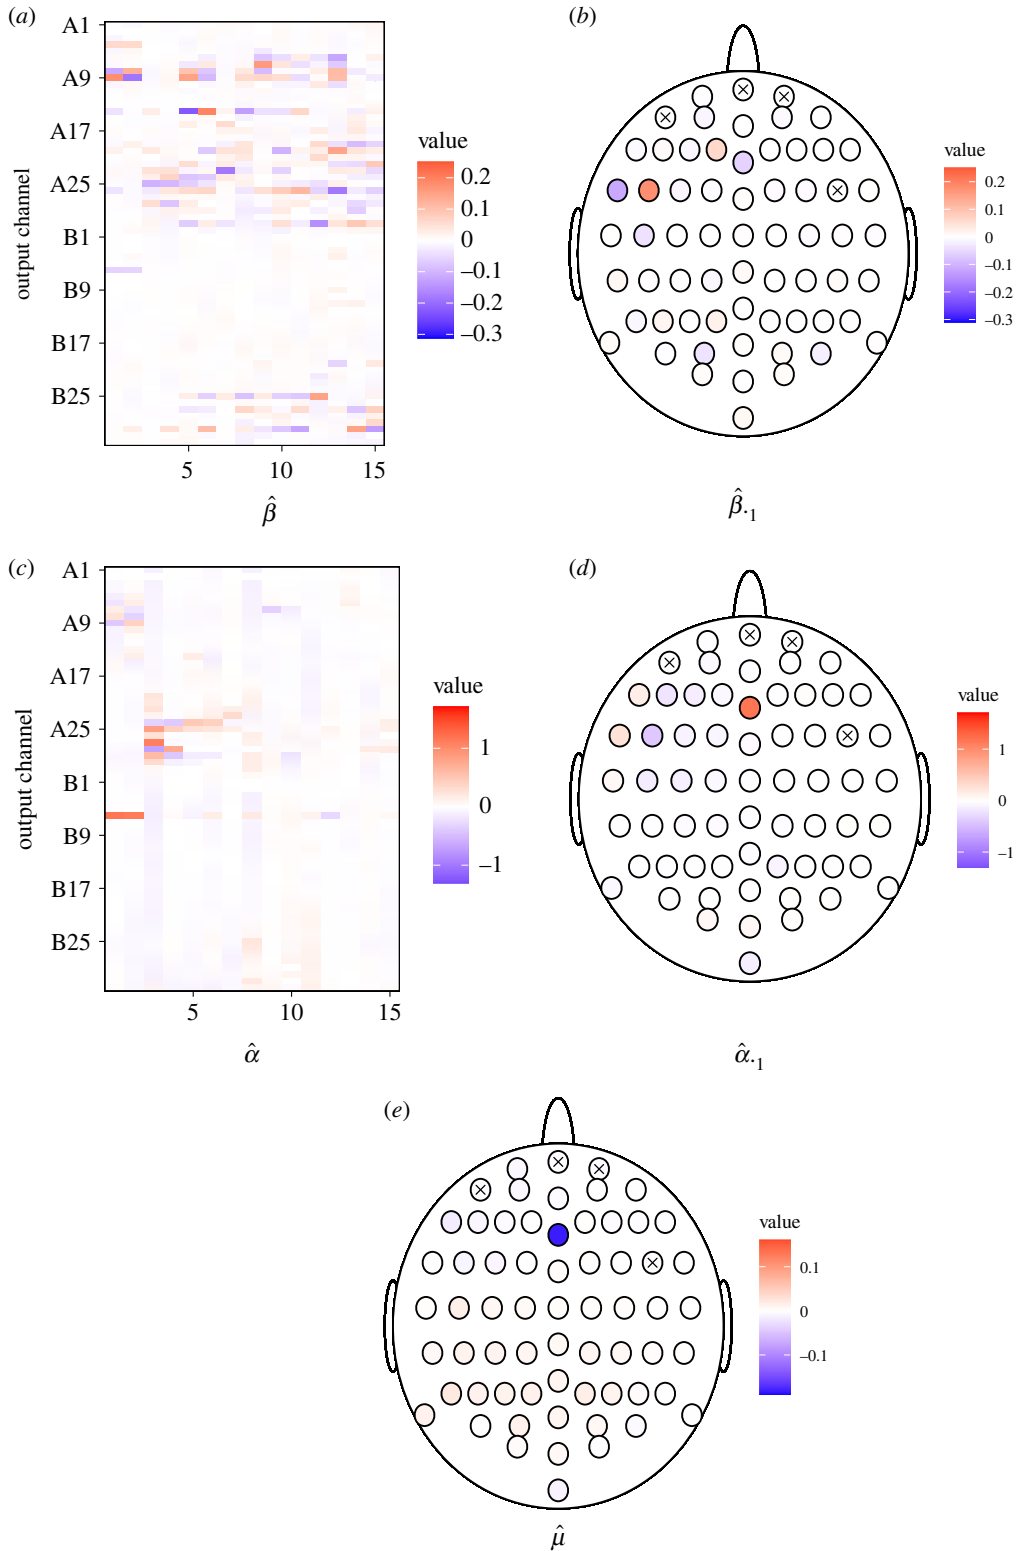 (a)
A1
A9
A17
A25
B1
B9
B17
B25
output channel
5
10
15
β̂
value
0.2
0.1
0
–0.1
–0.2
–0.3
(b)
value
0.2
0.1
0
–0.1
–0.2
–0.3
β̂·1
(c)
A1
A9
A17
A25
B1
B9
B17
B25
output channel
5
10
15
α̂
value
1
0
–1
(d)
value
1
0
–1
α̂·1
(e)
value
0.1
0
–0.1
μ̂